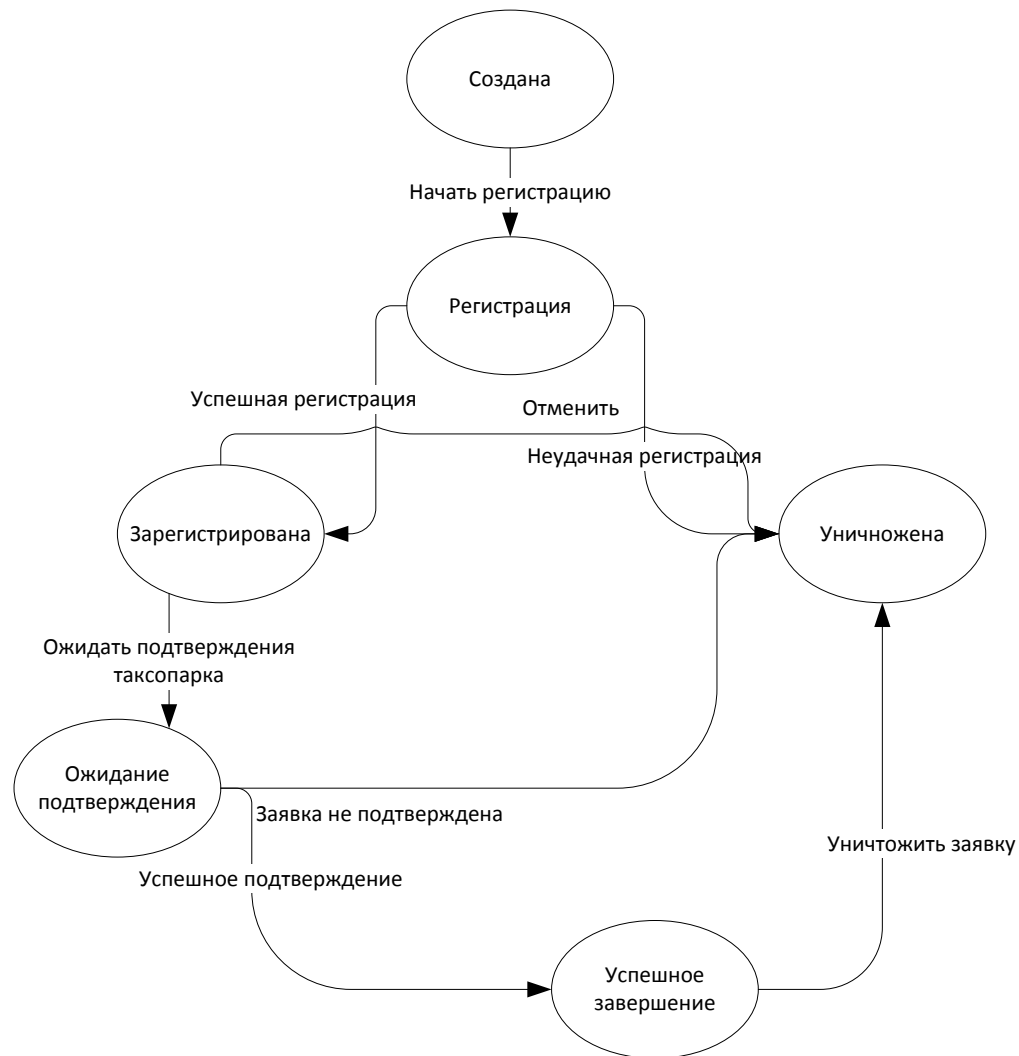 Создана
Начать регистрацию
Регистрация
Успешная регистрация
Отменить
Неудачная регистрация
Зарегистрирована
Уничножена
Ожидать подтверждения
таксопарка
Ожидание
подтверждения
Заявка не подтверждена
Уничтожить заявку
Успешное подтверждение
Успешное
завершение